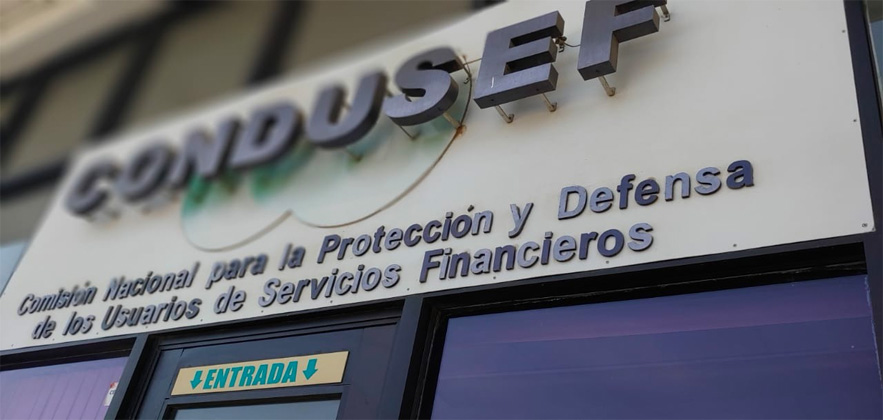 CONDUSEF
Comisión Nacional para la Protección y Defensa
de los Usuarios de Servicios Financieros
↓ENTRADA↓